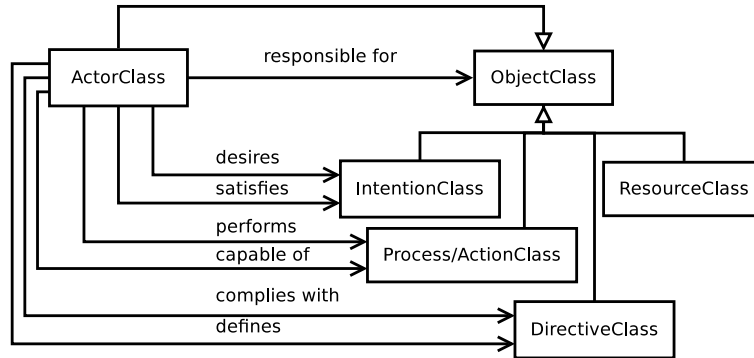 responsible for
ActorClass
ObjectClass
desires
IntentionClass
ResourceClass
satisfies
performs
Process/ActionClass
capable of
complies with
DirectiveClass
defines